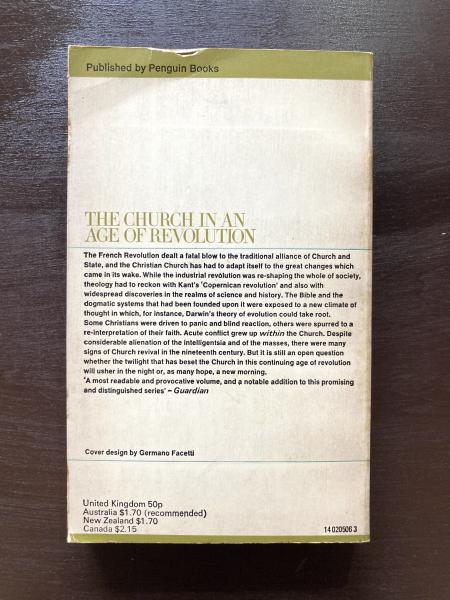 Published by Penguin Books
THE CHURCH IN AN
AGE OF REVOLUTION
The French Revolution dealt a fatal blow to the traditional alliance of Church and
State, and the Christian Church has had to adapt itself to the great changes which
came in its wake. While the industrial revolution was re-shaping the whole of society,
theology had to reckon with Kant's 'Copernican revolution' and also with
widespread discoveries in the realms of science and history. The Bible and the
dogmatic systems that had been founded upon it were exposed to a new climate of
thought in which, for instance, Darwin's theory of evolution could take root.
Some Christians were driven to panic and blind reaction, others were spurred to a
re-interpretation of their faith. Acute conflict grew up within the Church. Despite
considerable alienation of the intelligentsia and of the masses, there were many
signs of Church revival in the nineteenth century. But it is still an open question
whether the twilight that has beset the Church in this continuing age of revolution
will usher in the night or, as many hope, a new morning.
'A most readable and provocative volume, and a notable addition to this promising
and distinguished series' – Guardian
Cover design by Germano Facetti
United Kingdom 50p
Australia $1.70 (recommended)
New Zealand $1.70
Canada $2.15
14 020506 3